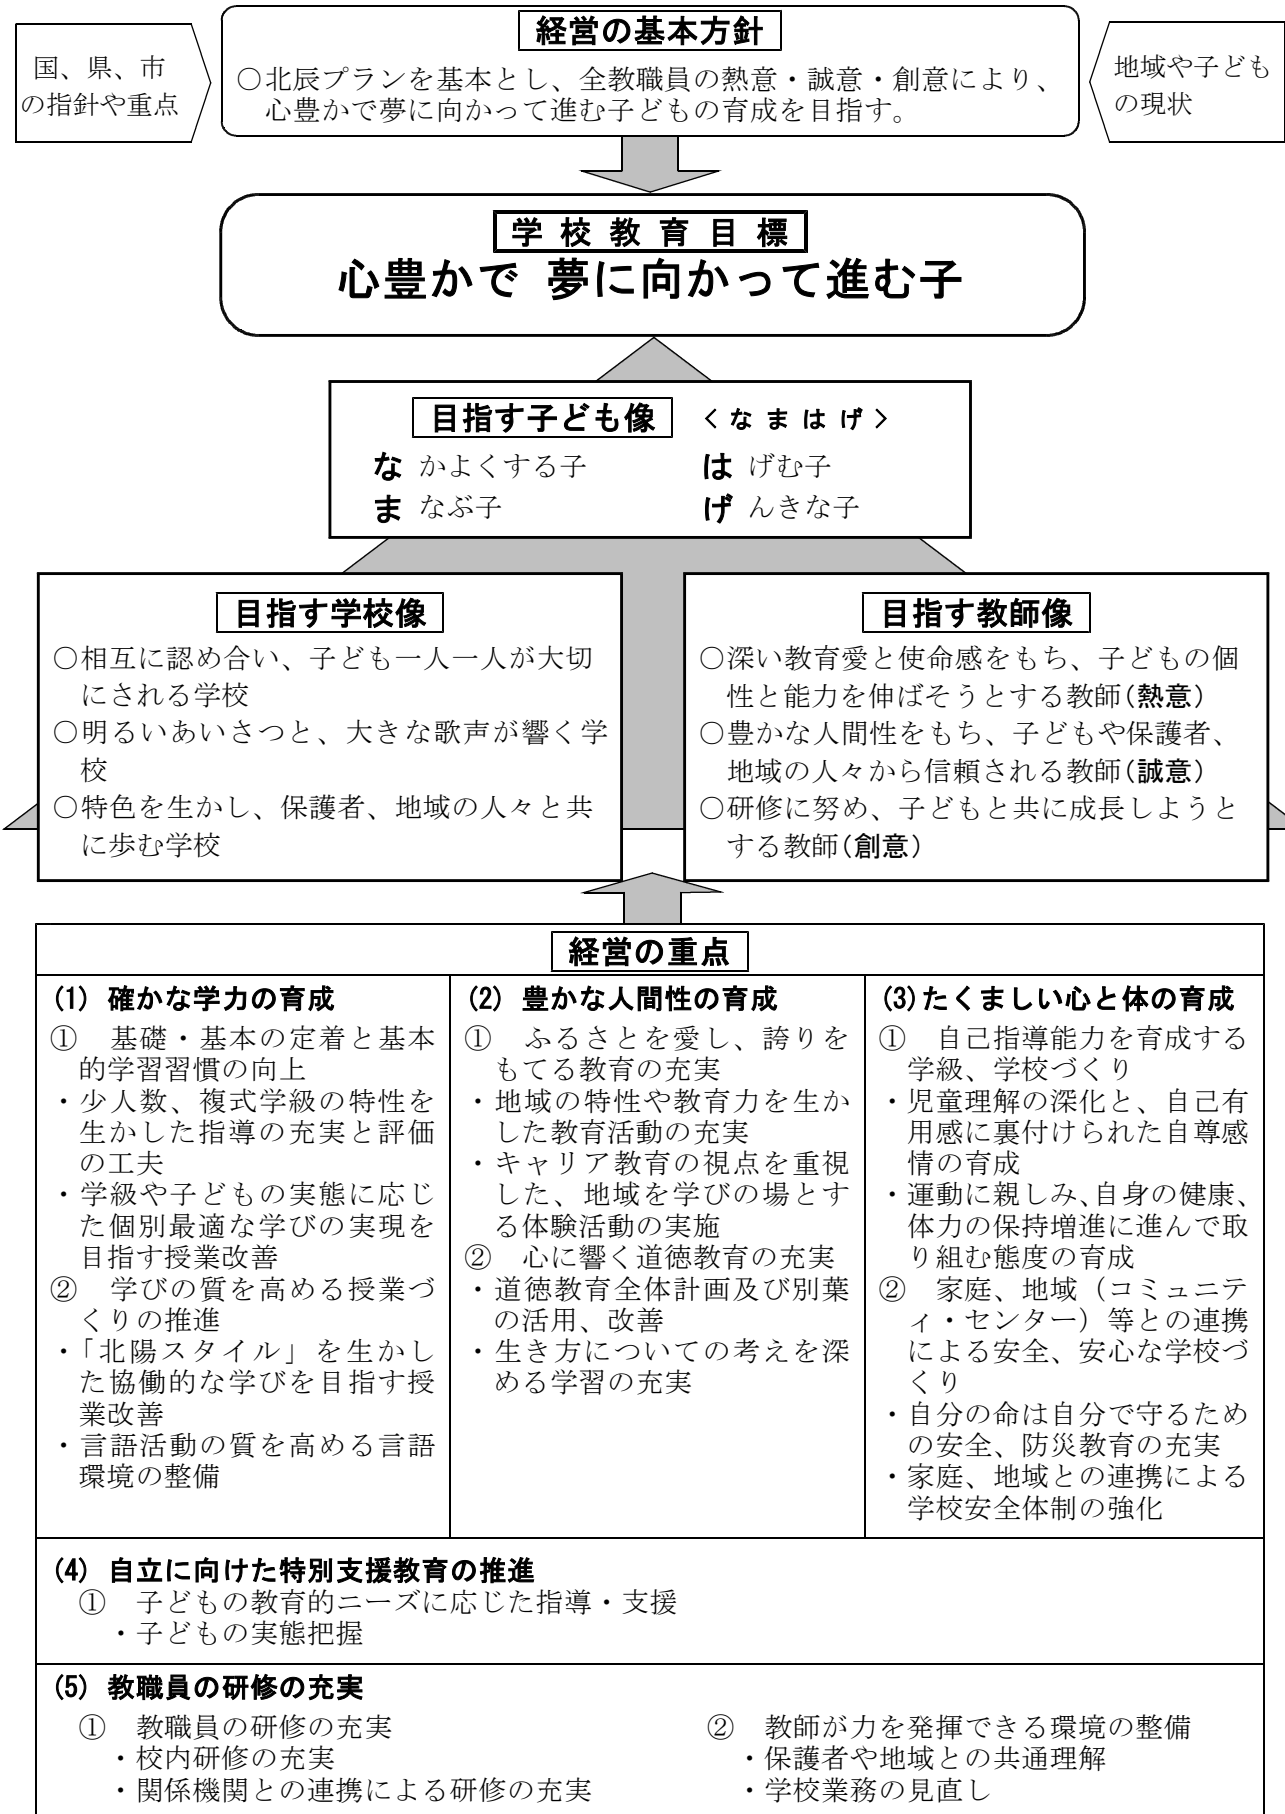 国、県、市
の指針や重点
経営の基本方針
○北辰プランを基本とし、全教職員の熱意・誠意・創意により、
心豊かで夢に向かって進む子どもの育成を目指す。
地域や子ども
の現状
学校教育目標
心豊かで 夢に向かって進む子
目指す子ども像 <なまはげ>
な かよくする子 は げむ子
ま なぶ子 げ んきな子
目指す学校像
○相互に認め合い、子ども一人一人が大切
にされる学校
○明るいあいさつと、大きな歌声が響く学
校
○特色を生かし、保護者、地域の人々と共
に歩む学校
目指す教師像
○深い教育愛と使命感をもち、子どもの個
性と能力を伸ばそうとする教師(熱意)
○豊かな人間性をもち、子どもや保護者、
地域の人々から信頼される教師(誠意)
○研修に努め、子どもと共に成長しようと
する教師(創意)
経営の重点
(1) 確かな学力の育成
① 基礎・基本の定着と基本
的学習習慣の向上
・少人数、複式学級の特性を
生かした指導の充実と評価
の工夫
・学級や子どもの実態に応じ
た個別最適な学びの実現を
目指す授業改善
② 学びの質を高める授業づ
くりの推進
・「北陽スタイル」を生かし
た協働的な学びを目指す授
業改善
・言語活動の質を高める言語
環境の整備
(2) 豊かな人間性の育成
① ふるさとを愛し、誇りを
もてる教育の充実
・地域の特性や教育力を生か
した教育活動の充実
・キャリア教育の視点を重視
した、地域を学びの場とす
る体験活動の実施
② 心に響く道徳教育の充実
・道徳教育全体計画及び別葉
の活用、改善
・生き方についての考えを深
める学習の充実
(3)たくましい心と体の育成
① 自己指導能力を育成する
学級、学校づくり
・児童理解の深化と、自己有
用感に裏付けられた自尊感
情の育成
・運動に親しみ、自身の健康、
体力の保持増進に進んで取
り組む態度の育成
② 家庭、地域（コミュニテ
ィ・センター）等との連携
による安全、安心な学校づ
くり
・自分の命は自分で守るため
の安全、防災教育の充実
・家庭、地域との連携による
学校安全体制の強化
(4) 自立に向けた特別支援教育の推進
① 子どもの教育的ニーズに応じた指導・支援
・子どもの実態把握
(5) 教職員の研修の充実
① 教職員の研修の充実
・校内研修の充実
・関係機関との連携による研修の充実
② 教師が力を発揮できる環境の整備
・保護者や地域との共通理解
・学校業務の見直し